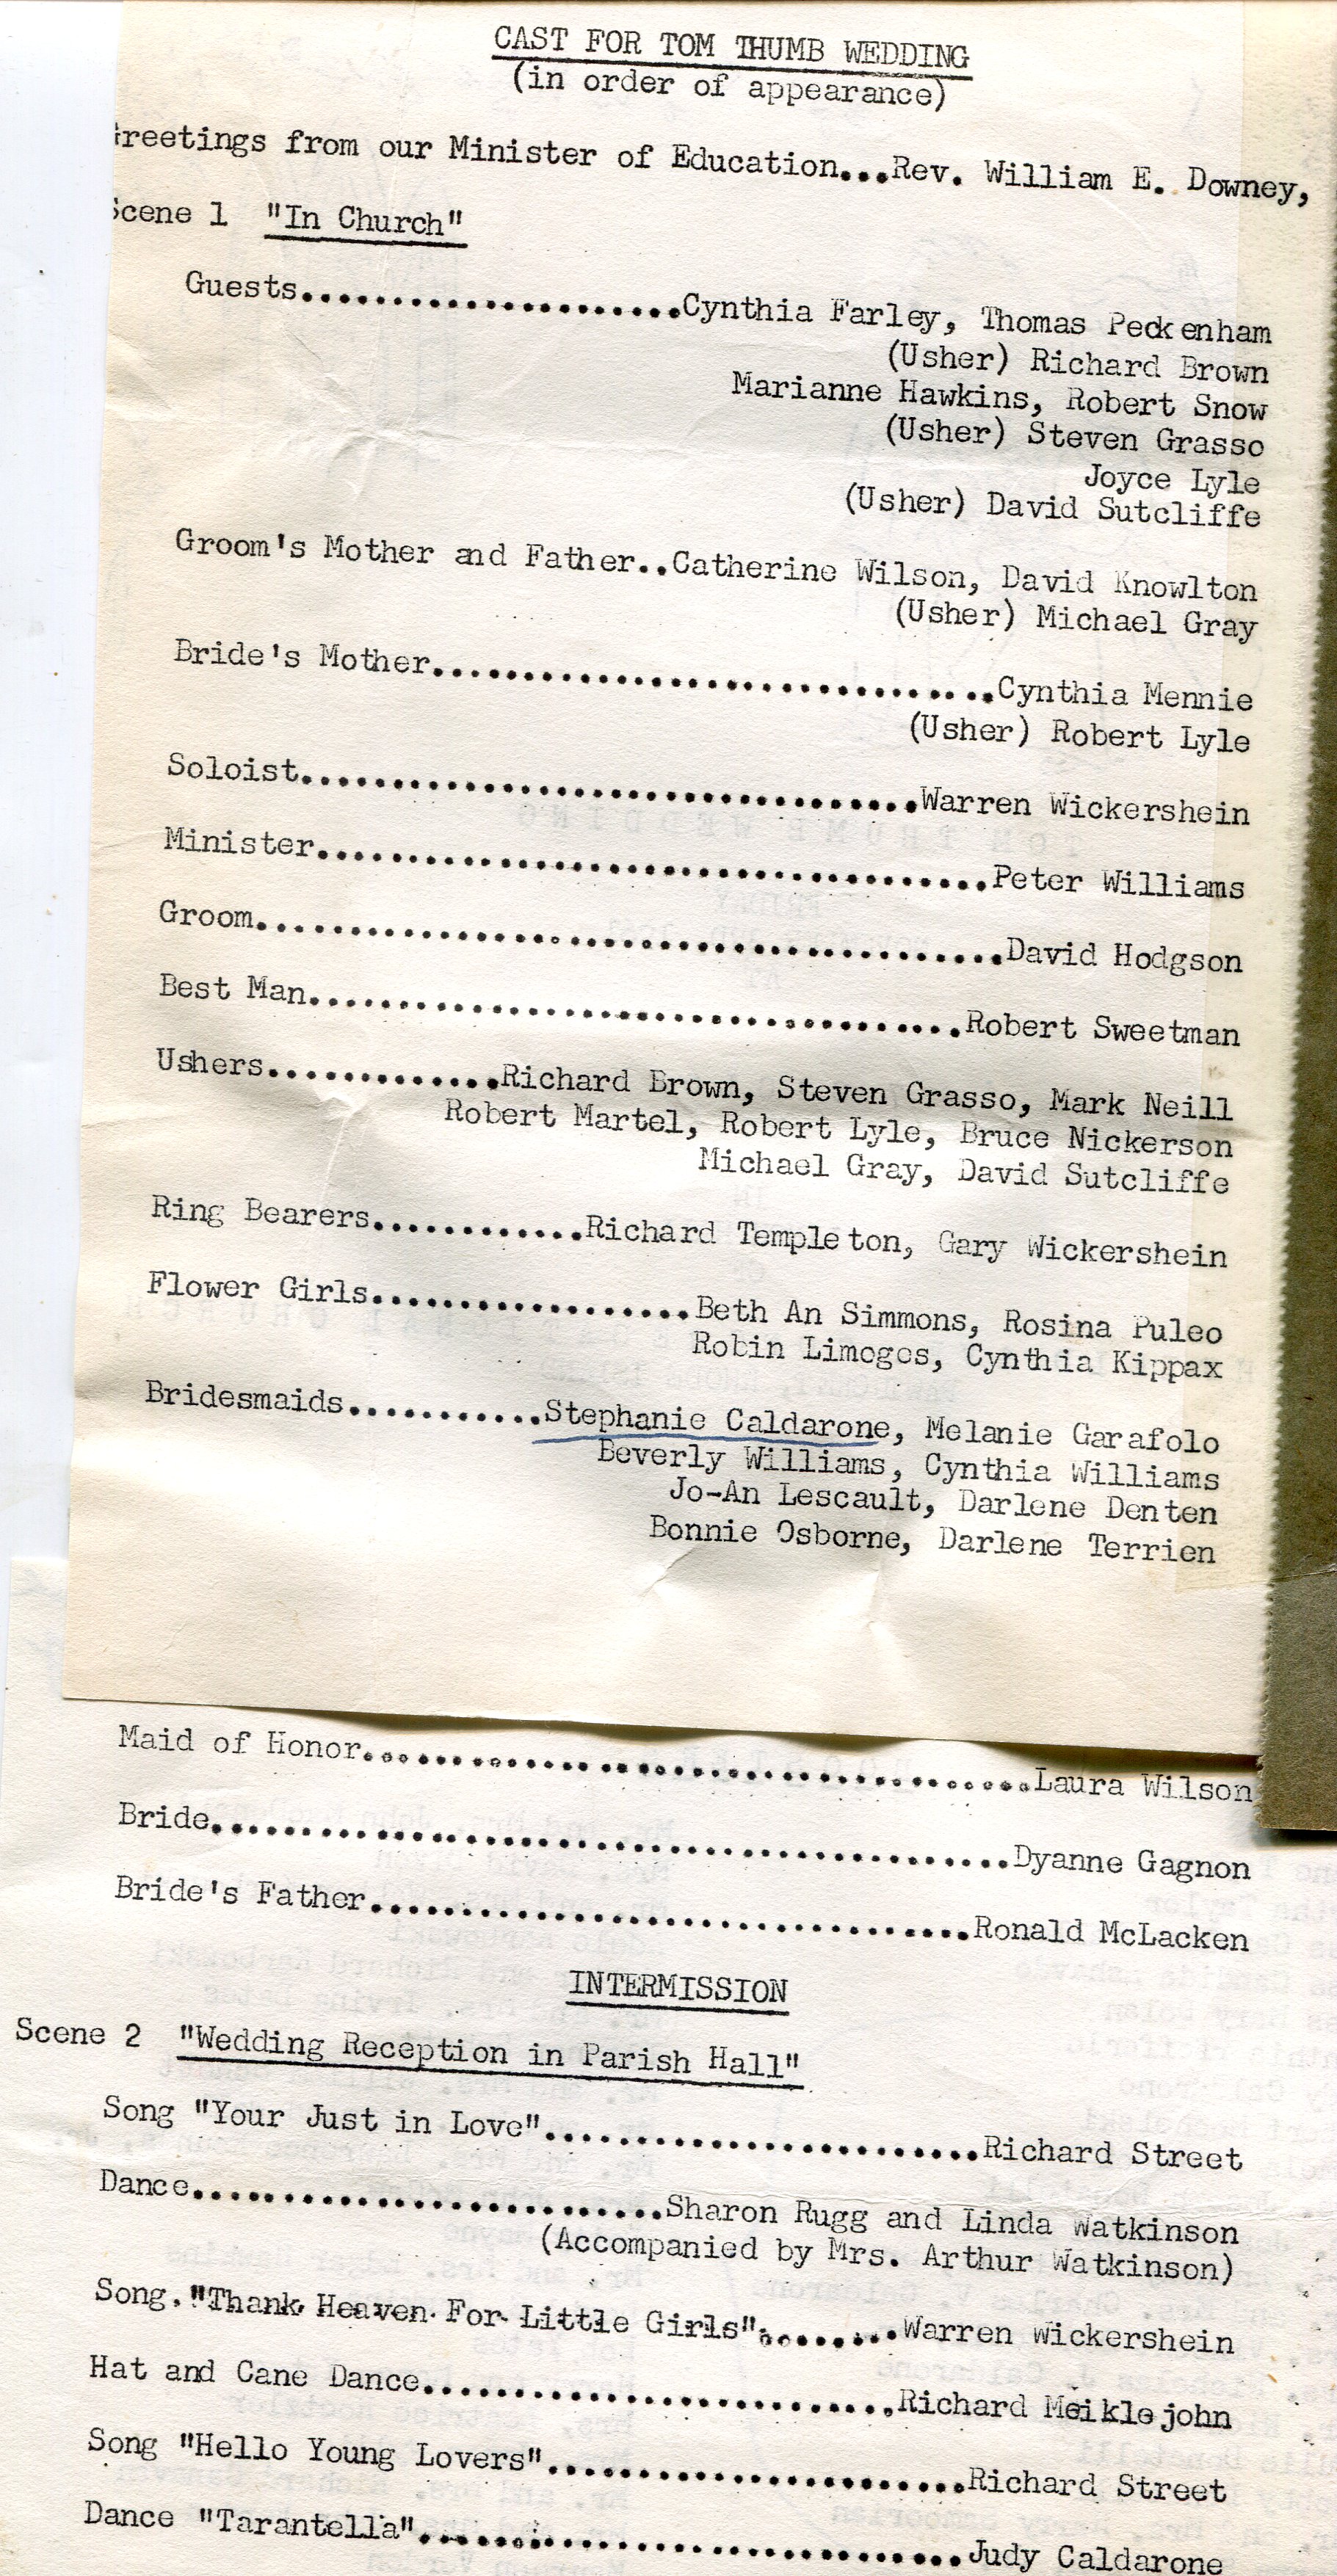 CAST FOR TOM THUMB WEDDING
(in order of appearance)
Greetings from our Minister of Education...Rev. William E. Downey,
Scene 1 "In Church"
Guests.....................Cynthia Farley, Thomas Peckenham
(Usher) Richard Brown
Marianne Hawkins, Robert Snow
(Usher) Steven Grasso
Joyce Lyle
(Usher) David Sutcliffe
Groom's Mother and Father..Catherine Wilson, David Knowlton
(Usher) Michael Gray
Bride's Mother...............................Cynthia Mennie
(Usher) Robert Lyle
Soloist..................................Warren Wickershein
Minister.....................................Peter Williams
Groom.........................................David Hodgson
Best Man....................................Robert Sweetman
Ushers.............Richard Brown, Steven Grasso, Mark Neill
Robert Martel, Robert Lyle, Bruce Nickerson
Michael Gray, David Sutcliffe
Ring Bearers............Richard Templeton, Gary Wickershein
Flower Girls..................Beth An Simmons, Rosina Puleo
Robin Limoges, Cynthia Kippax
Bridesmaids...........Stephanie Caldarone, Melanie Garafolo
Beverly Williams, Cynthia Williams
Jo-An Lescault, Darlene Denten
Bonnie Osborne, Darlene Terrien
Maid of Honor.....................................Laura Wilson
Bride............................................Dyanne Gagnon
Bride's Father.................................Ronald McLacken
INTERMISSION
Scene 2 "Wedding Reception in Parish Hall"
Song "Your Just in Love"........................Richard Street
Dance..........................Sharon Rugg and Linda Watkinson
(Accompanied by Mrs. Arthur Watkinson)
Song."Thank Heaven For Little Girls"........Warren Wickershein
Hat and Cane Dance..........................Richard Meiklejohn
Song "Hello Young Lovers".......................Richard Street
Dance "Tarantella"..............................Judy Caldarone